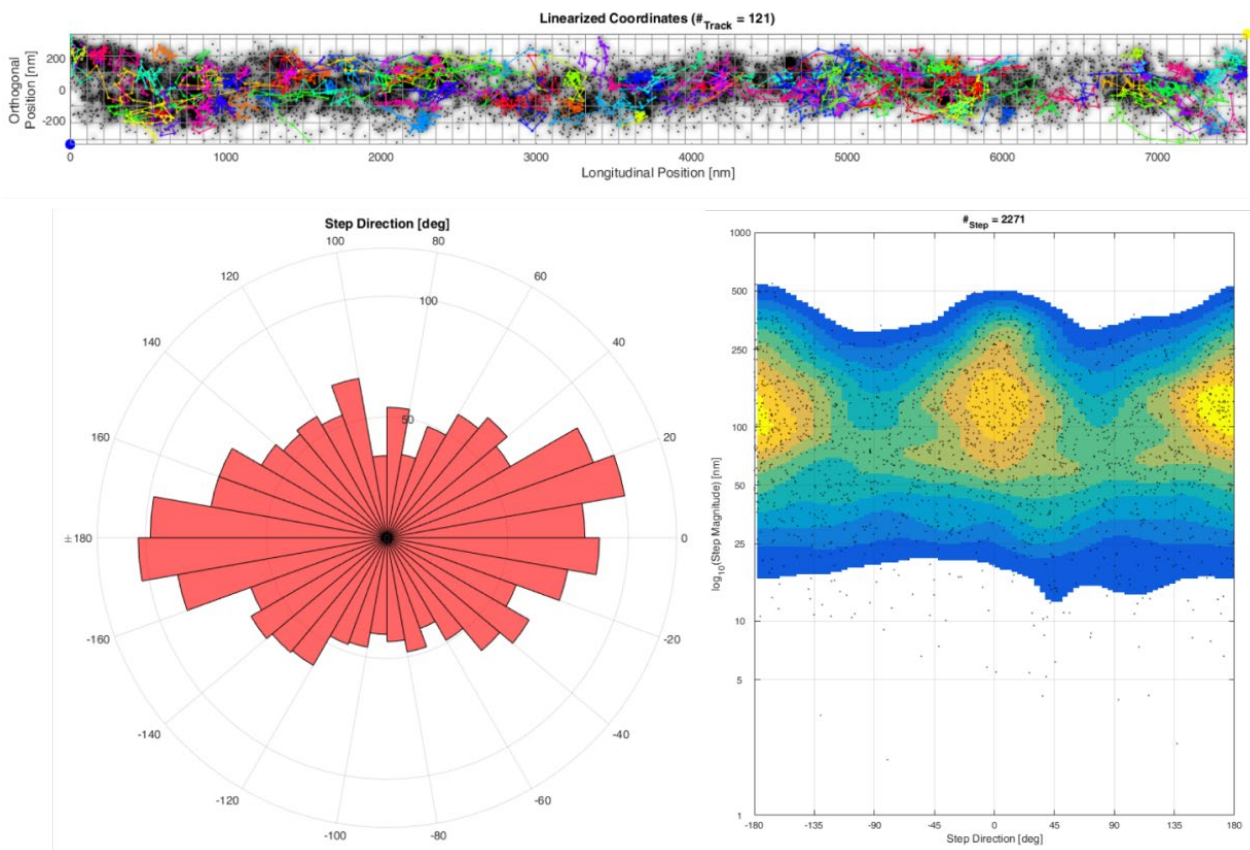 Linearized Coordinates (#Track = 121)
Orthogonal
Position [nm]
200
0
-200
0 1000 2000 3000 4000 5000 6000 7000
Longitudinal Position [nm]
Step Direction [deg]
100 80
120 60
100
140 40
50
160 20
±180 0
-160 -20
-140 -40
-120 -60
-100 -80
#Step = 2271
log10(Step Magnitude) [nm]
1000
500
250
100
50
25
10
5
1
-180 -135 -90 -45 0 45 90 135 180
Step Direction [deg]